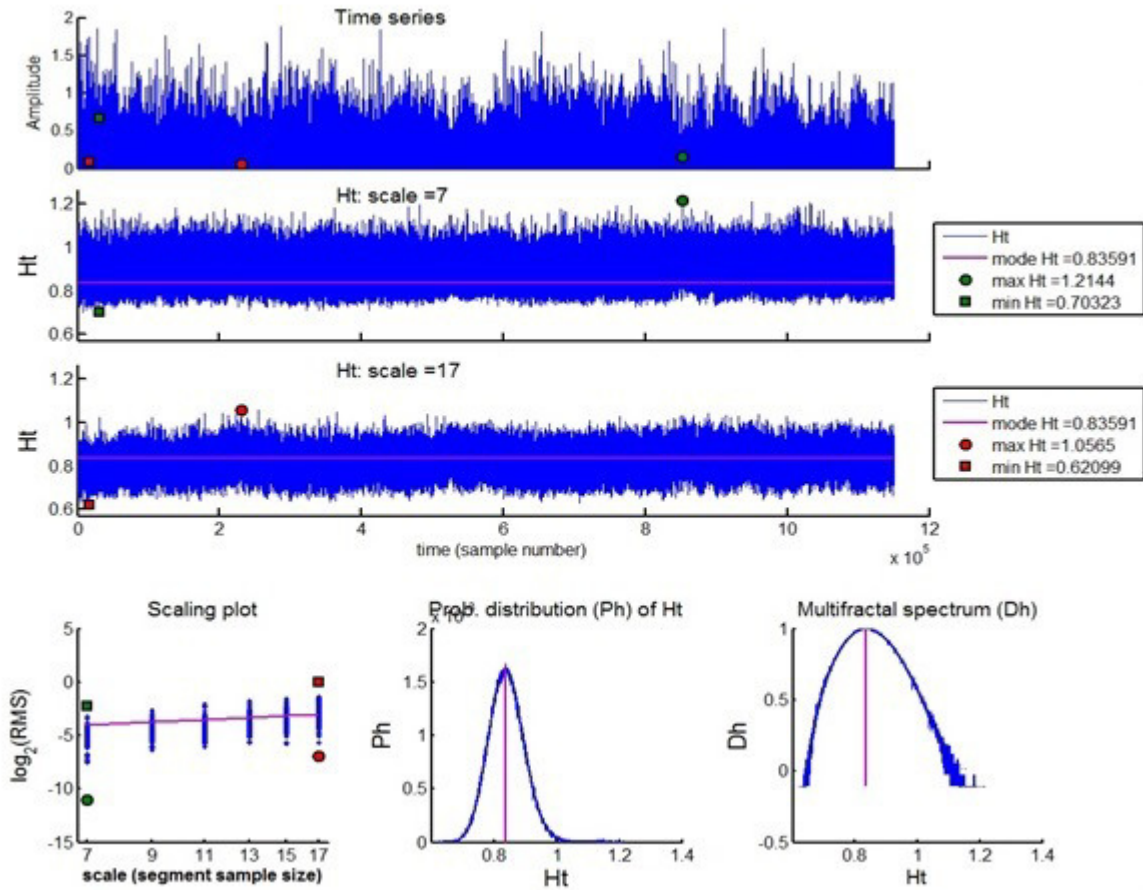 Time series
2
1.5
1
0.5
0
Amplitude
Ht: scale =7
1.2
1
0.8
0.6
Ht
Ht
mode Ht =0.83591
max Ht =1.2144
min Ht =0.70323
Ht: scale =17
1.2
1
0.8
0.6
Ht
Ht
mode Ht =0.83591
max Ht =1.0565
min Ht =0.62099
0 2 4 6 8 10 12
time (sample number)
x 10^5
Scaling plot
5
0
-5
-10
-15
log_2(RMS)
7 9 11 13 15 17
scale (segment sample size)
Prob. distribution (Ph) of Ht
2
1.5
1
0.5
0
Ph
0.8 1 1.2 1.4
Ht
Multifractal spectrum (Dh)
1
0.5
0
-0.5
Dh
0.8 1 1.2 1.4
Ht